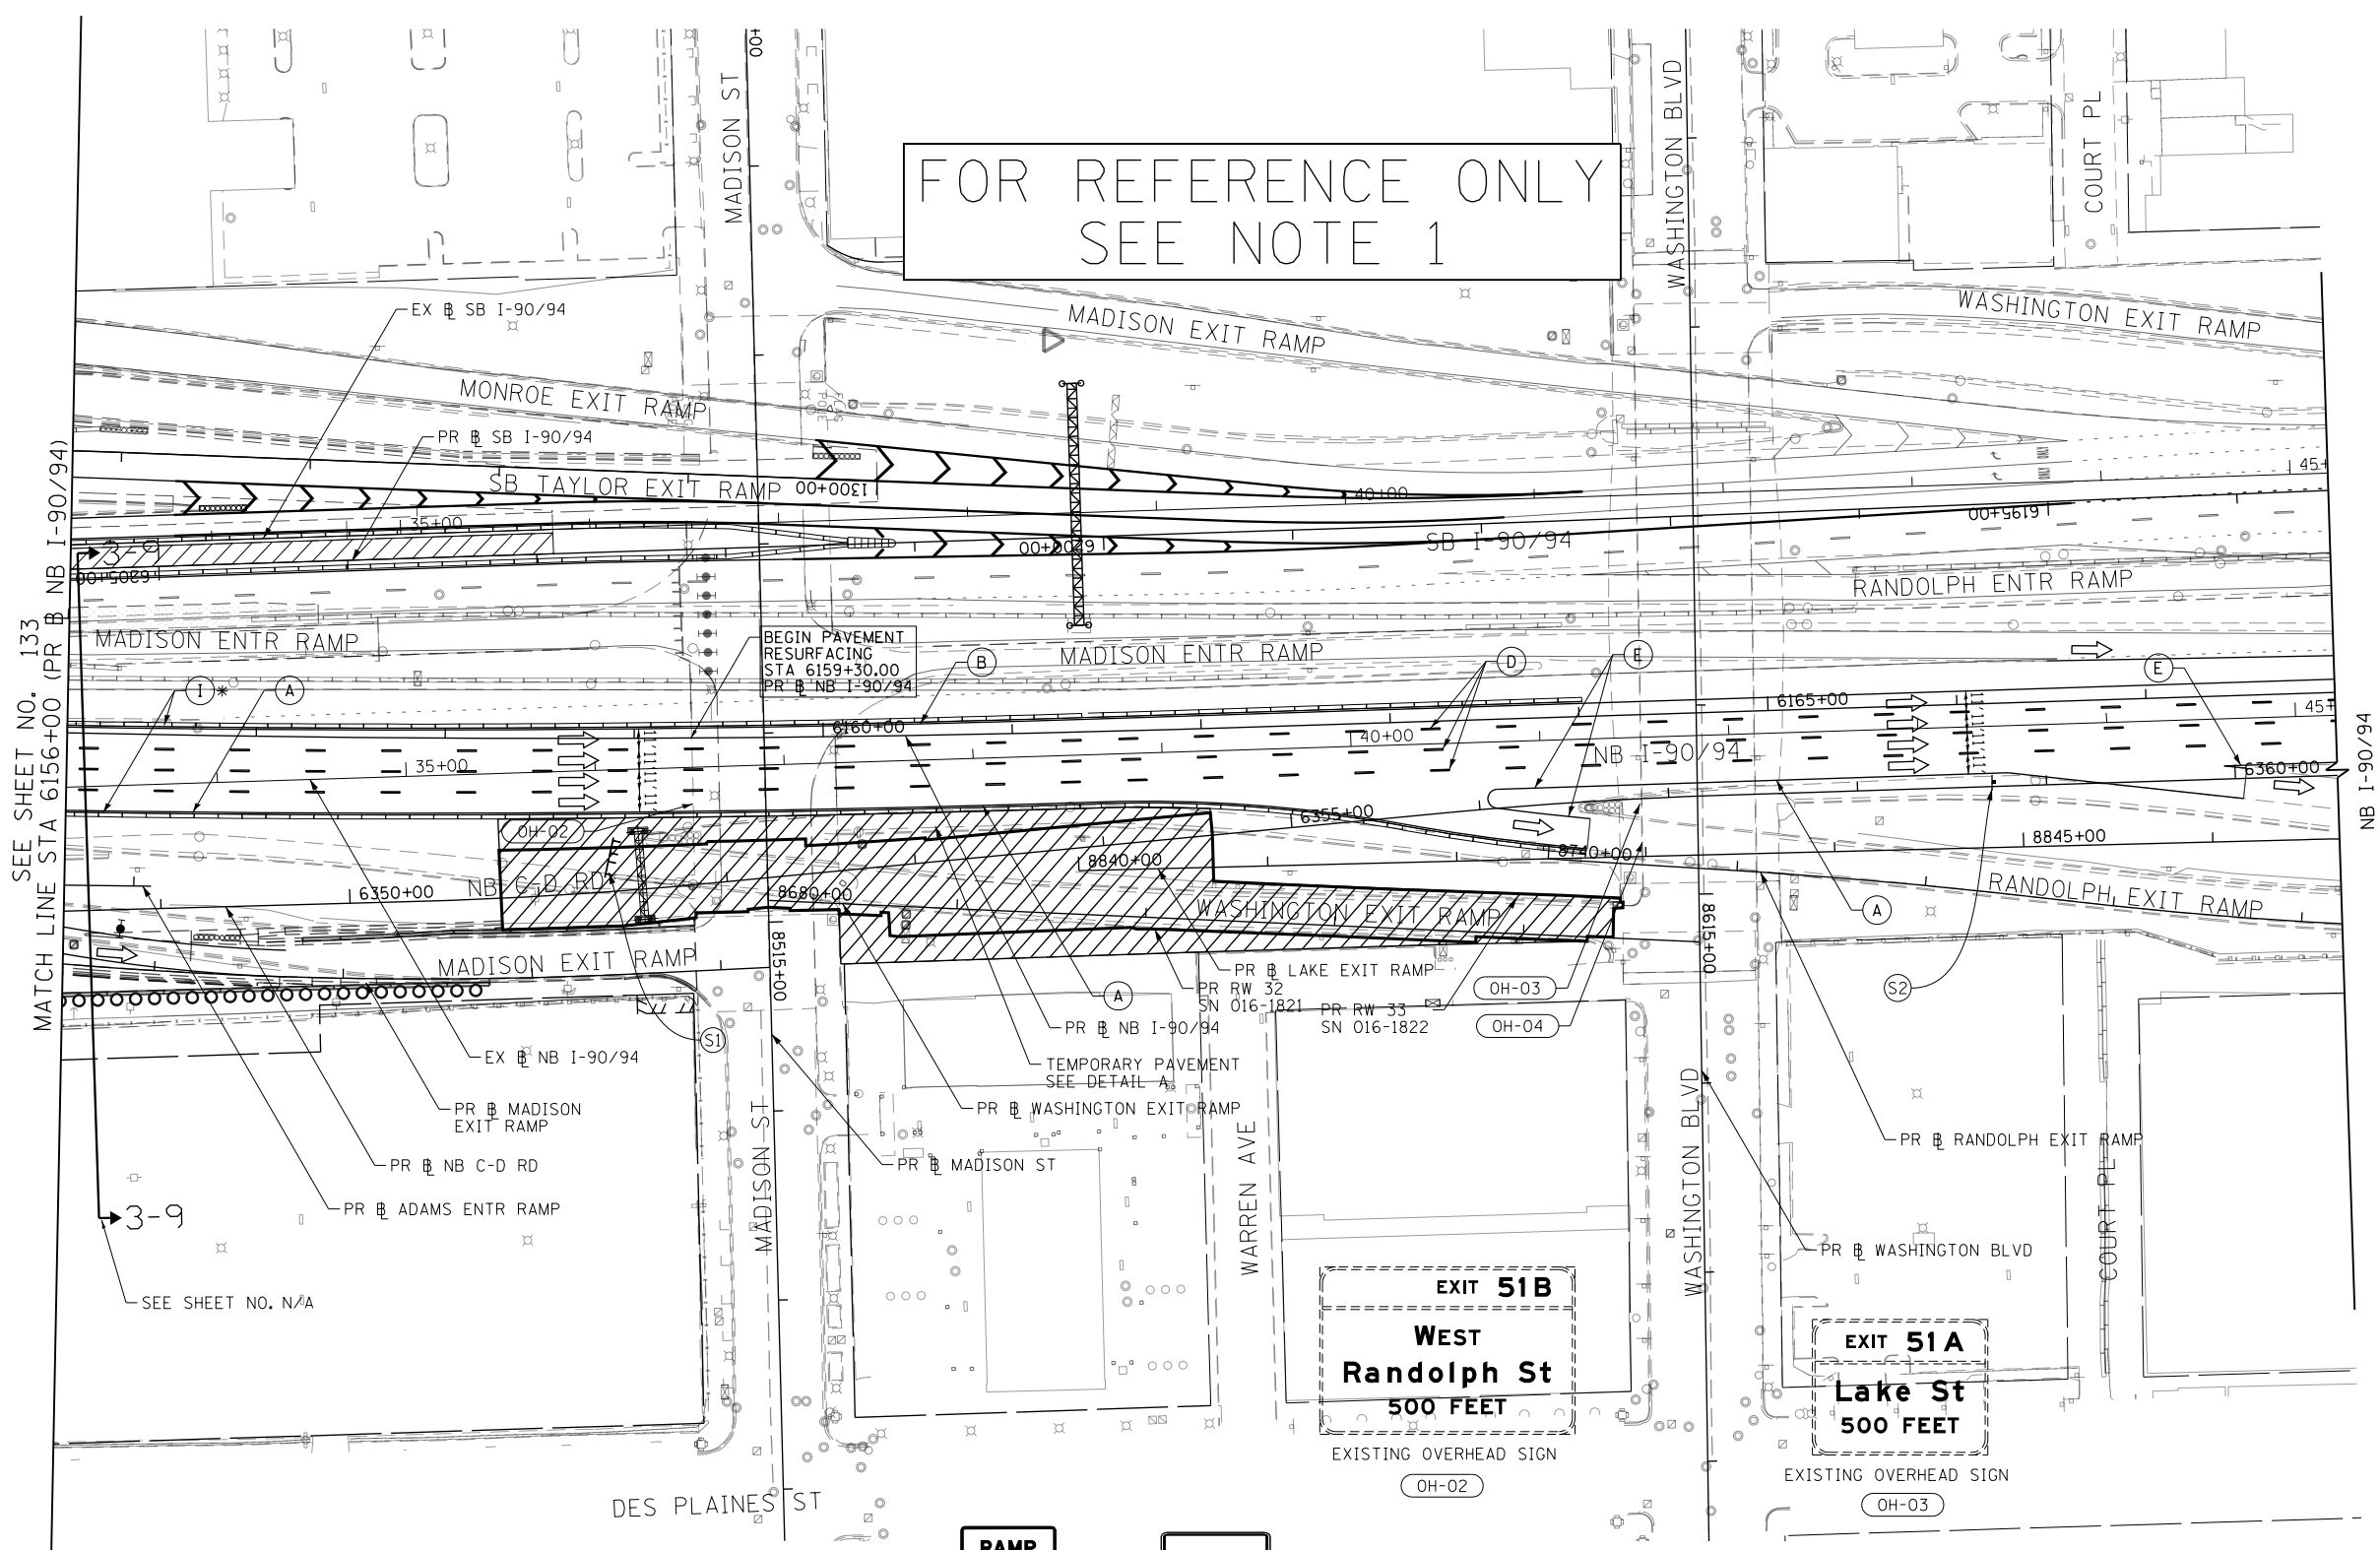 FOR REFERENCE ONLY
SEE NOTE 1
MADISON ST
00+
WASHINGTON BLVD
COURT PL
EX ℄ SB I-90/94
MADISON EXIT RAMP
WASHINGTON EXIT RAMP
MONROE EXIT RAMP
PR ℄ SB I-90/94
SB TAYLOR EXIT RAMP
1300+00
40+00
45+
35+00
3-9
6205+00
6200+00
SB I-90/94
6195+00
RANDOLPH ENTR RAMP
MADISON ENTR RAMP
BEGIN PAVEMENT
RESURFACING
STA 6159+30.00
PR ℄ NB I-90/94
B
MADISON ENTR RAMP
D
E
E
I*
A
6160+00
6165+00
45+
35+00
40+00
NB I-90/94
6360+00
SEE SHEET NO. 133
MATCH LINE STA 6156+00 (PR ℄ NB I-90/94)
NB I-90/94
OH-02
6355+00
8740+00
8840+00
8845+00
6350+00
NB C-D RD
8680+00
WASHINGTON EXIT RAMP
RANDOLPH EXIT RAMP
A
8615+00
8515+00
MADISON EXIT RAMP
PR ℄ LAKE EXIT RAMP
PR RW 32
SN 016-1821
PR RW 33
SN 016-1822
OH-03
OH-04
S2
A
S1
PR ℄ NB I-90/94
EX ℄ NB I-90/94
TEMPORARY PAVEMENT
SEE DETAIL A
PR ℄ MADISON
EXIT RAMP
PR ℄ WASHINGTON EXIT RAMP
PR ℄ RANDOLPH EXIT RAMP
PR ℄ NB C-D RD
PR ℄ MADISON ST
PR ℄ ADAMS ENTR RAMP
3-9
MADISON ST
WARREN AVE
WASHINGTON BLVD
PR ℄ WASHINGTON BLVD
COURT PL
SEE SHEET NO. N/A
EXIT 51B
WEST
Randolph St
500 FEET
EXISTING OVERHEAD SIGN
OH-02
EXIT 51A
Lake St
500 FEET
EXISTING OVERHEAD SIGN
OH-03
DES PLAINES ST
RAMP